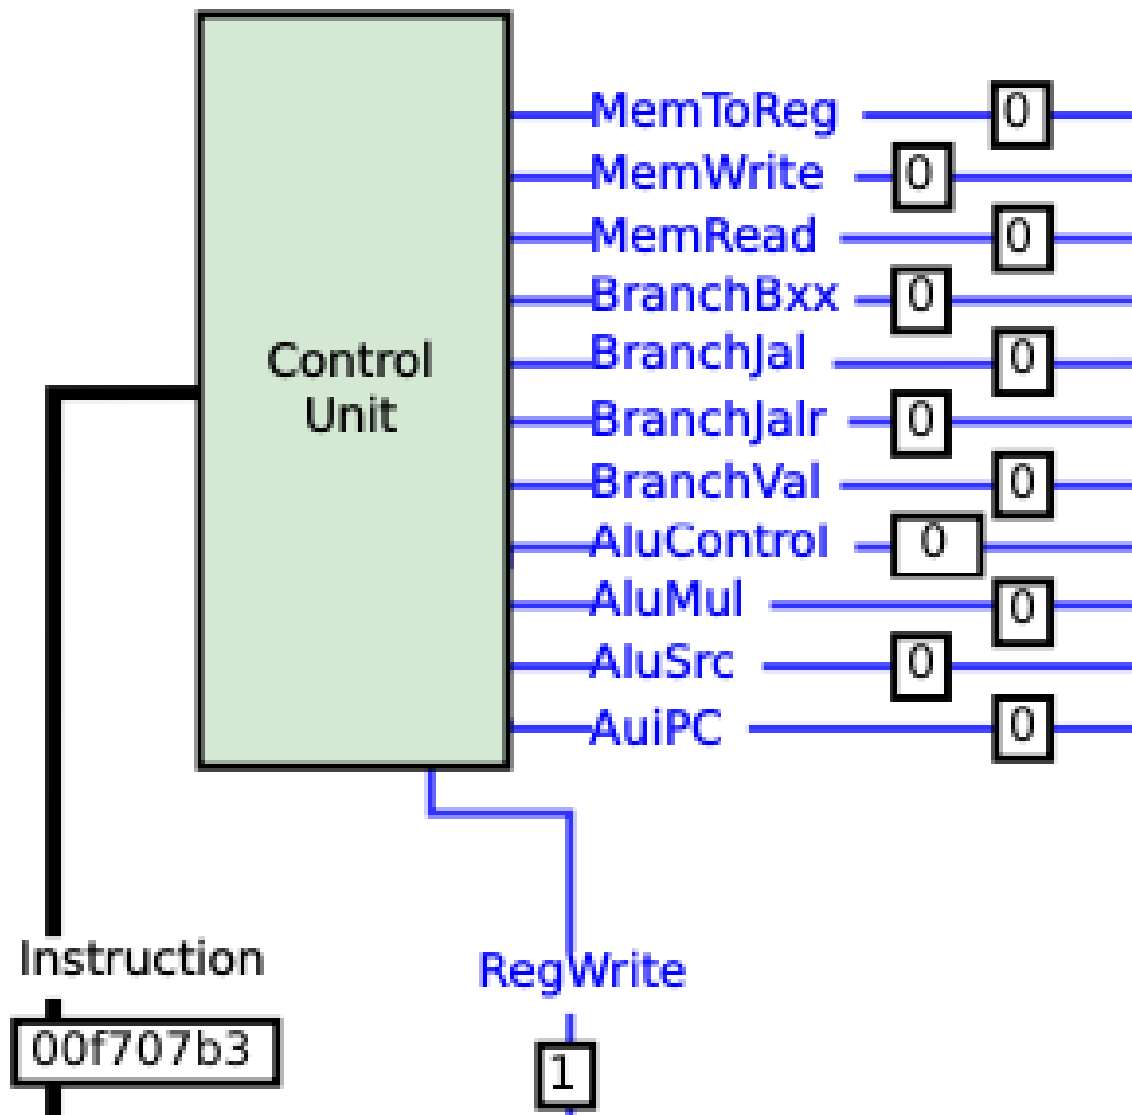 MemToReg 0
MemWrite 0
MemRead 0
BranchBxx 0
BranchJal 0
Control
Unit
BranchJalr 0
BranchVal 0
AluControl 0
AluMul 0
AluSrc 0
AuiPC 0
Instruction
RegWrite
00f707b3
1